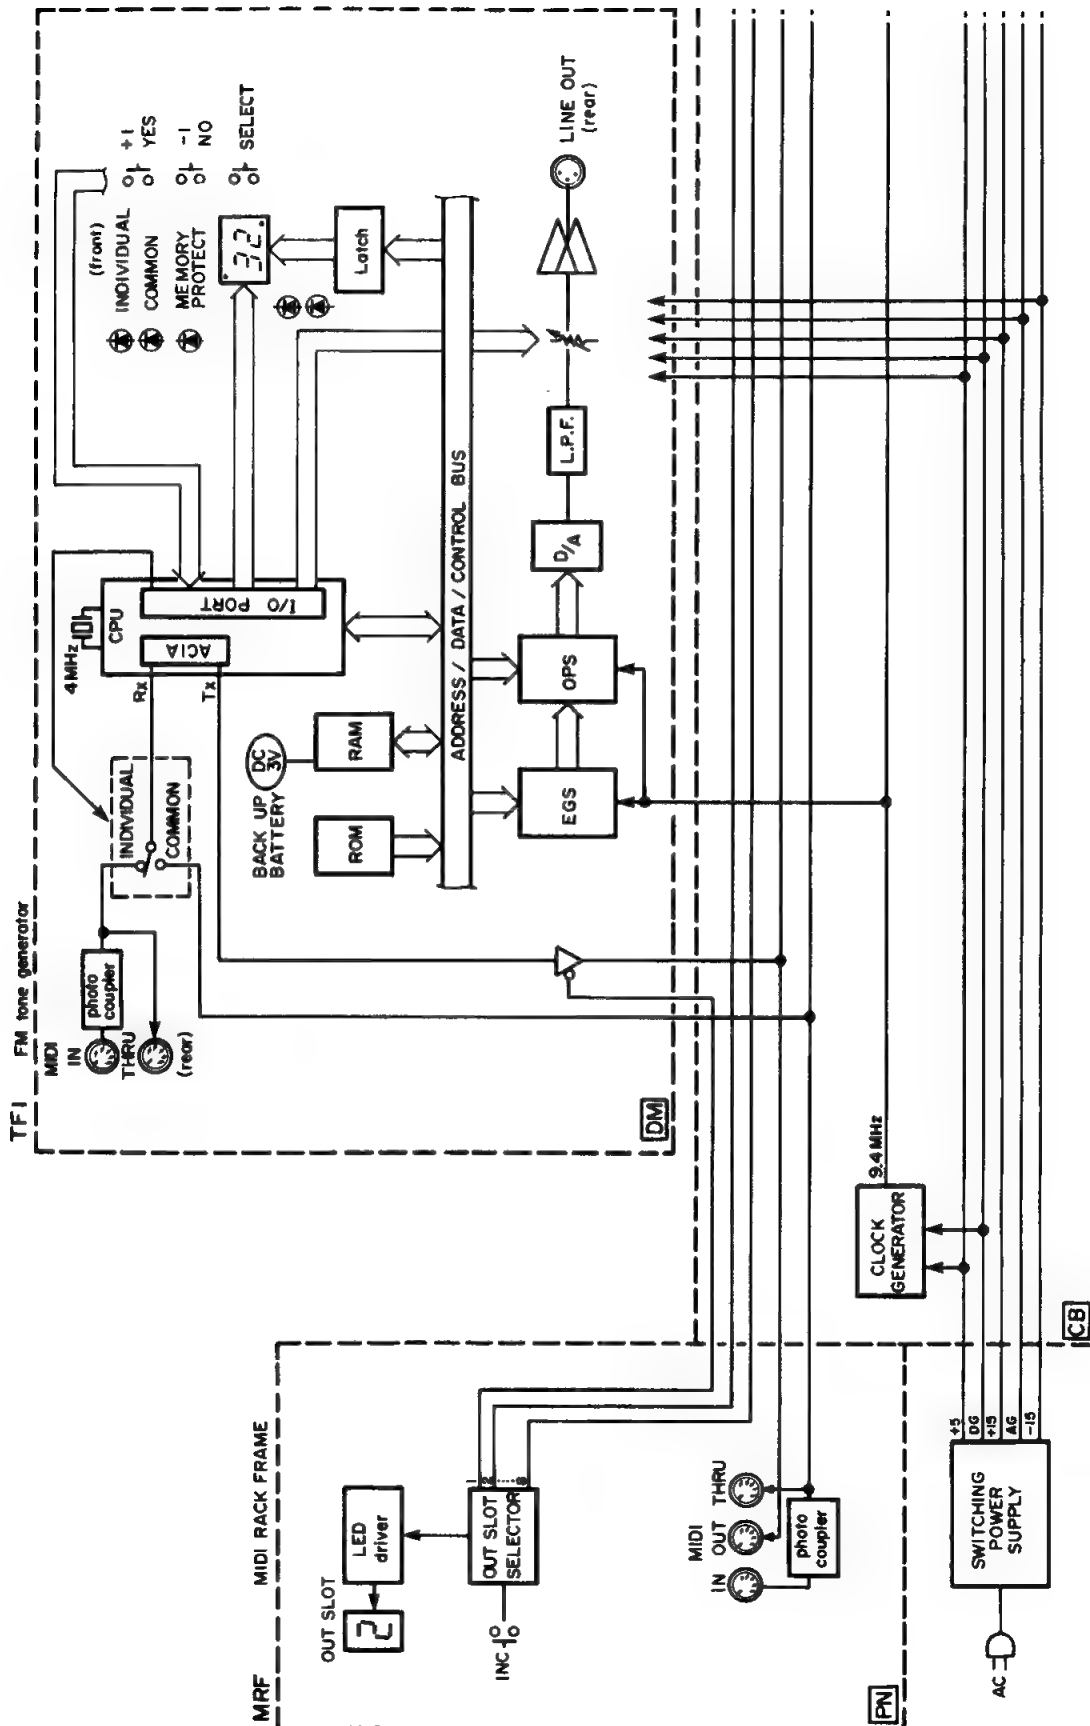 TF1
FM tone generator
MIDI
IN
THRU
(rear)
photo
coupler
INDIVIDUAL
COMMON
4MHz
CPU
ACIA
I/O PORT
Rx
Tx
(front)
INDIVIDUAL
COMMON
MEMORY
PROTECT
+1
YES
-1
NO
SELECT
32.
Latch
BACK UP
BATTERY
DC
3V
ROM
RAM
ADDRESS / DATA / CONTROL BUS
EGS
OPS
D/A
L.P.F.
LINE OUT
(rear)
DM
MRF
MIDI RACK FRAME
OUT SLOT
2
LED
driver
INC
OUT SLOT
SELECTOR
1
2
8
MIDI
IN
OUT
THRU
photo
coupler
PN
CLOCK
GENERATOR
9.4MHz
AC
SWITCHING
POWER
SUPPLY
+5
DG
+15
AG
-15
CB